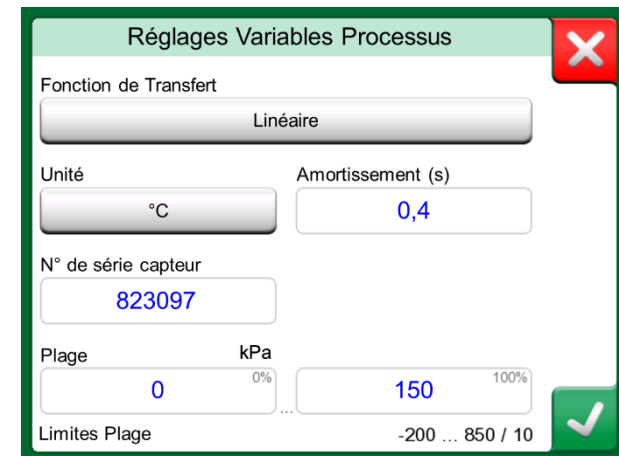 Réglages Variables Processus
Fonction de Transfert
Linéaire
Unité Amortissement (s)
°C 0,4
N° de série capteur
823097
Plage kPa
0 0% ... 150 100%
Limites Plage -200 ... 850 / 10